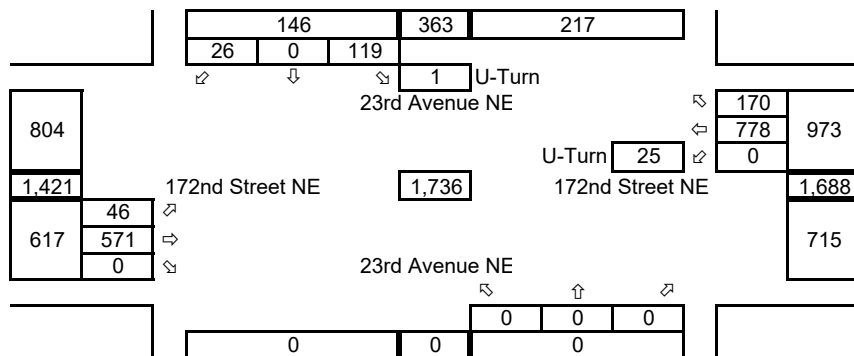 146 363 217
26 0 119
⬃ ⇩ ⬂ 1 U-Turn
23rd Avenue NE ⬁ 170
804 ⇦ 778 973
U-Turn 25 ⬃ 0
1,421 172nd Street NE 1,736 172nd Street NE 1,688
46 ⬀
617 571 ⇨ 715
0 ⬂ 23rd Avenue NE
⬁ ⇧ ⬀
0 0 0
0 0 0